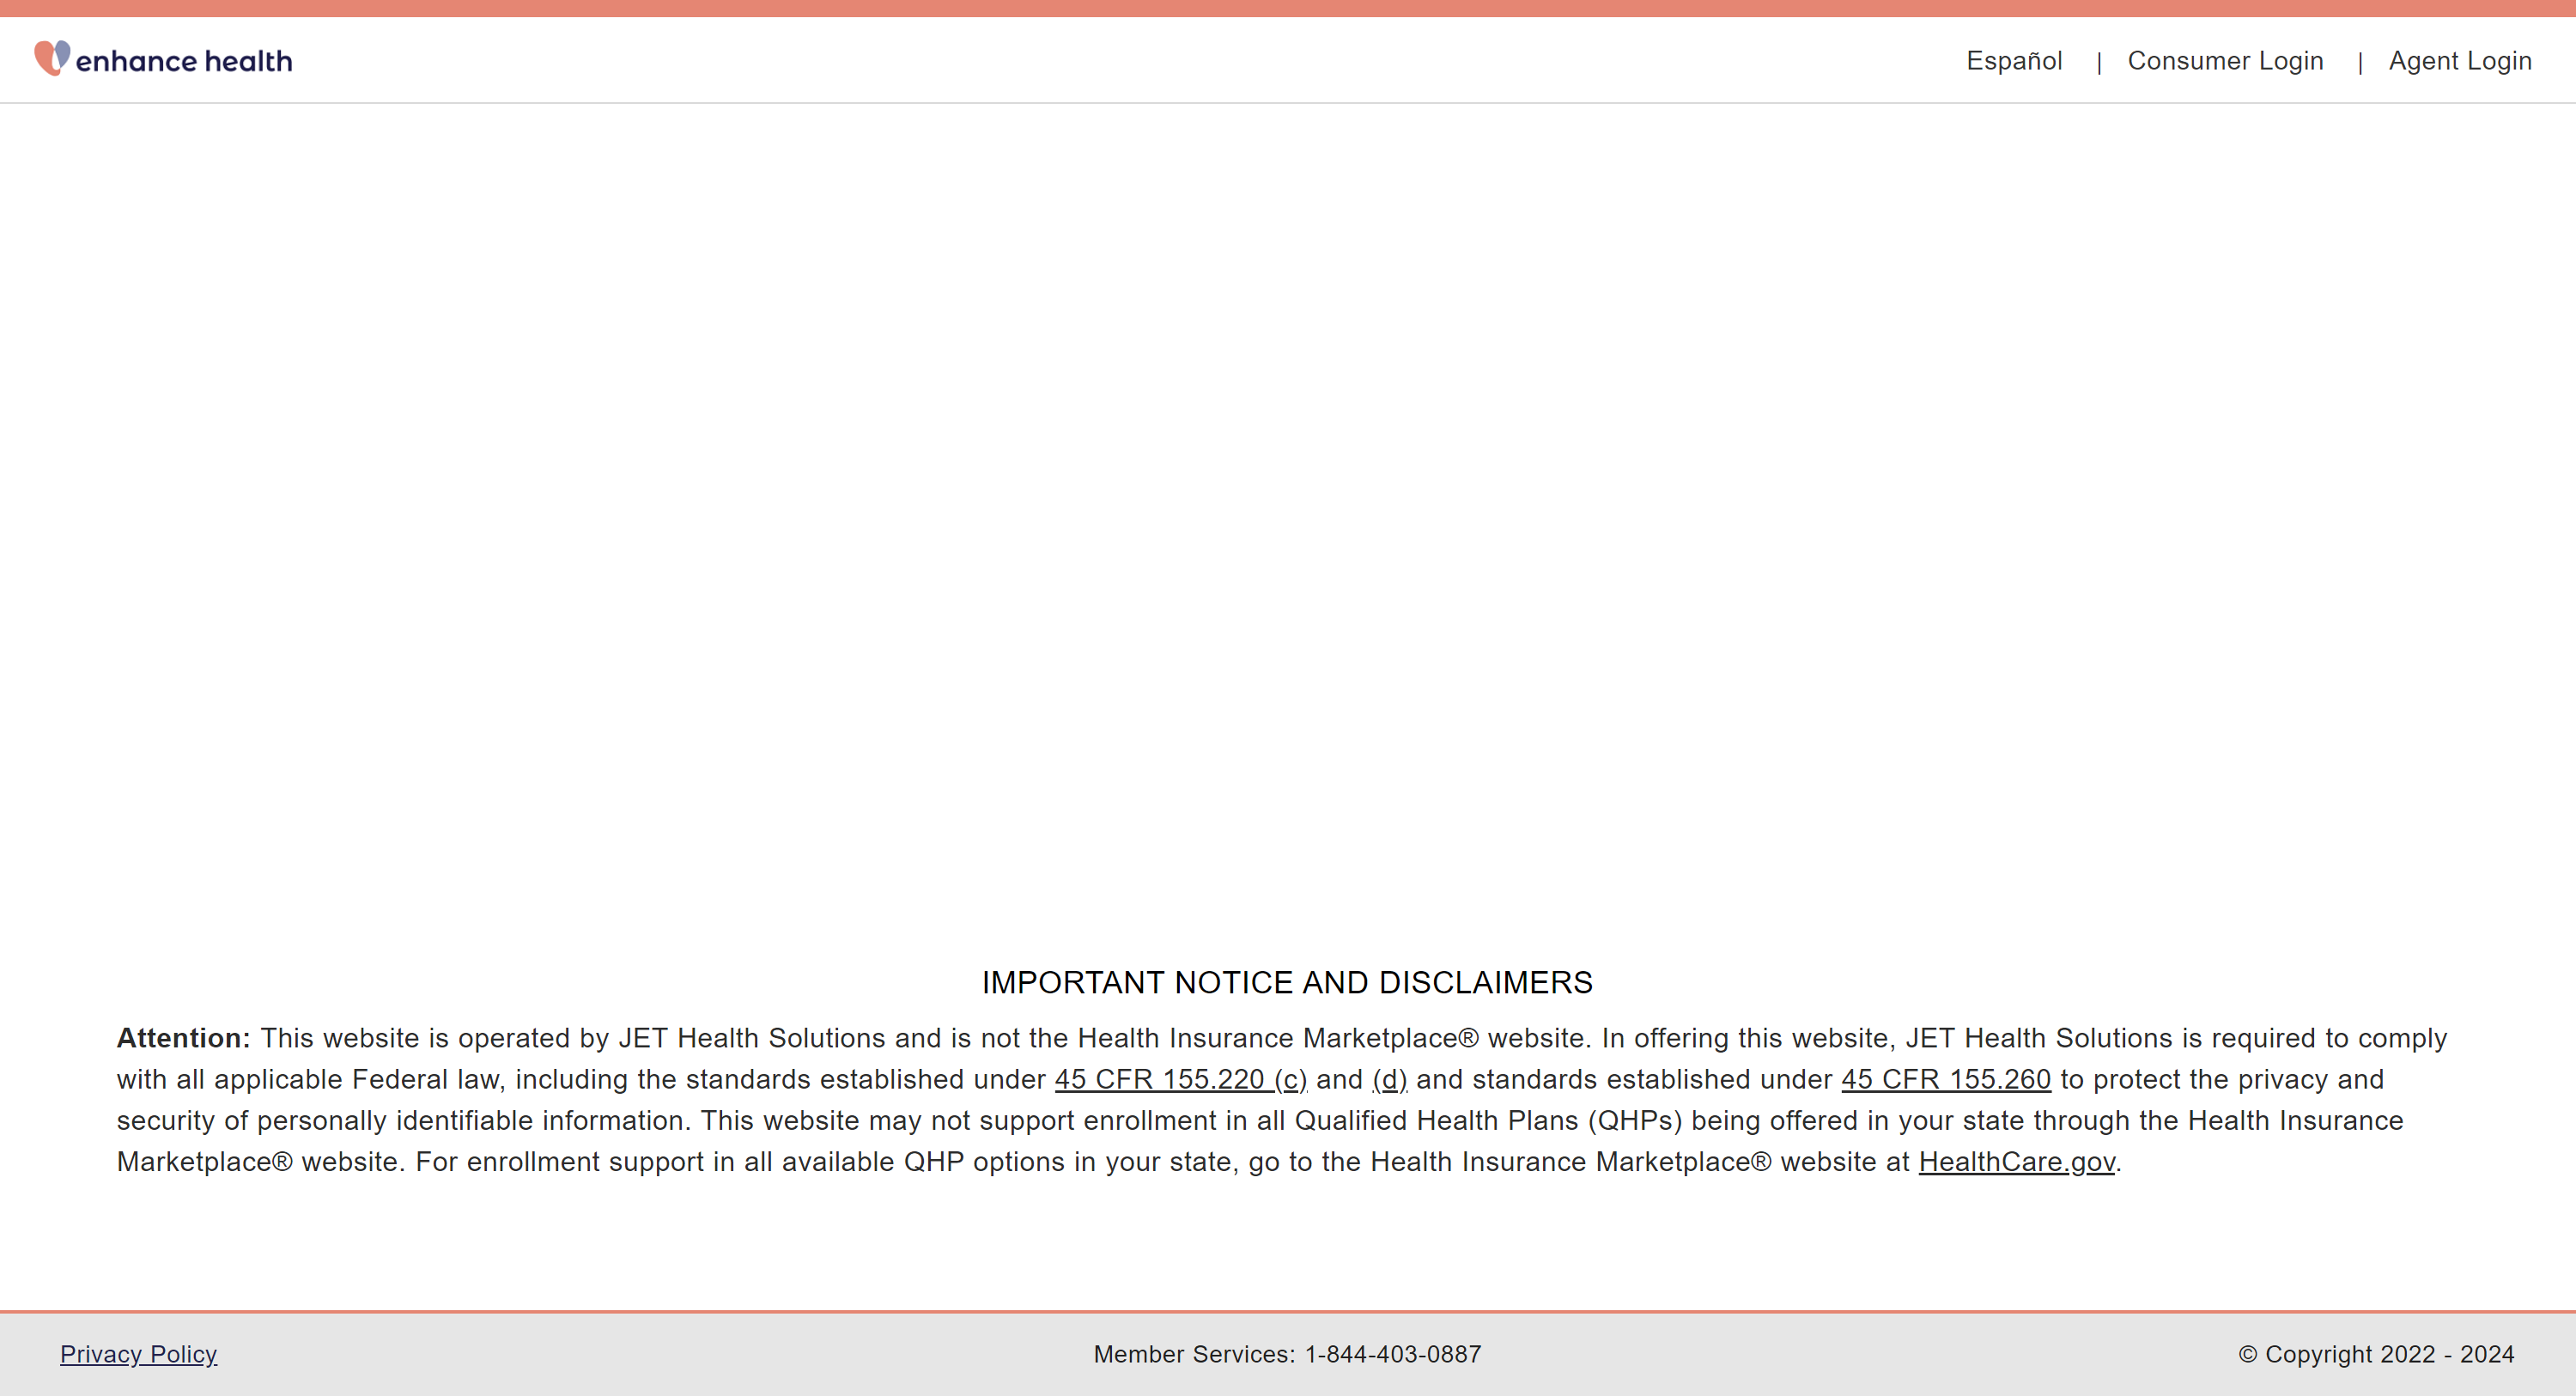 enhance health
Español | Consumer Login | Agent Login
IMPORTANT NOTICE AND DISCLAIMERS
Attention: This website is operated by JET Health Solutions and is not the Health Insurance Marketplace® website. In offering this website, JET Health Solutions is required to comply
with all applicable Federal law, including the standards established under 45 CFR 155.220 (c) and (d) and standards established under 45 CFR 155.260 to protect the privacy and
security of personally identifiable information. This website may not support enrollment in all Qualified Health Plans (QHPs) being offered in your state through the Health Insurance
Marketplace® website. For enrollment support in all available QHP options in your state, go to the Health Insurance Marketplace® website at HealthCare.gov.
Privacy Policy
Member Services: 1-844-403-0887
© Copyright 2022 - 2024